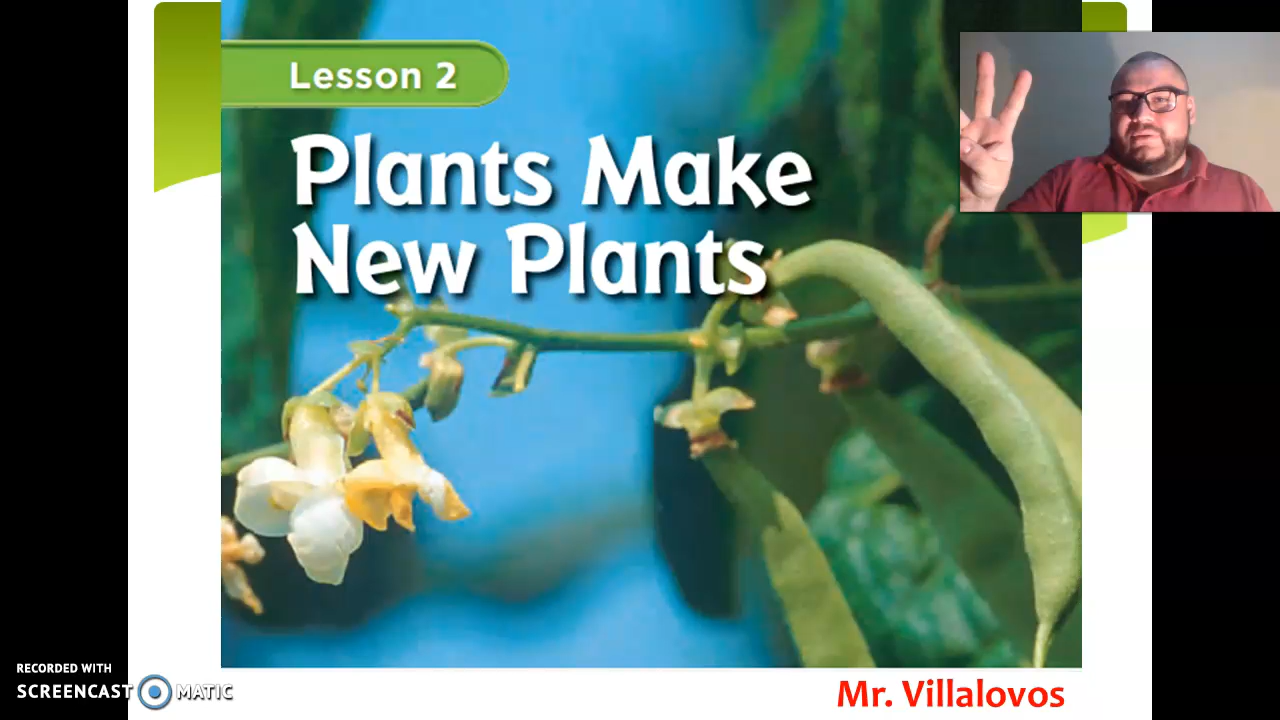 Lesson 2
Plants Make
New Plants
RECORDED WITH
SCREENCAST MATIC
Mr. Villalovos